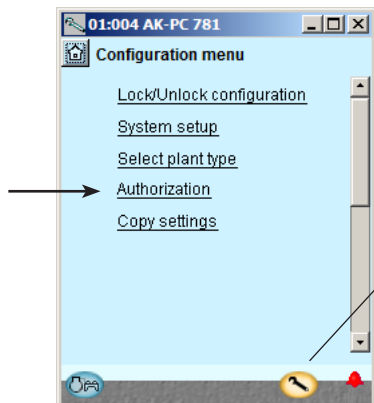 01:004 AK-PC 781
Configuration menu
Lock/Unlock configuration
System setup
Select plant type
Authorization
Copy settings